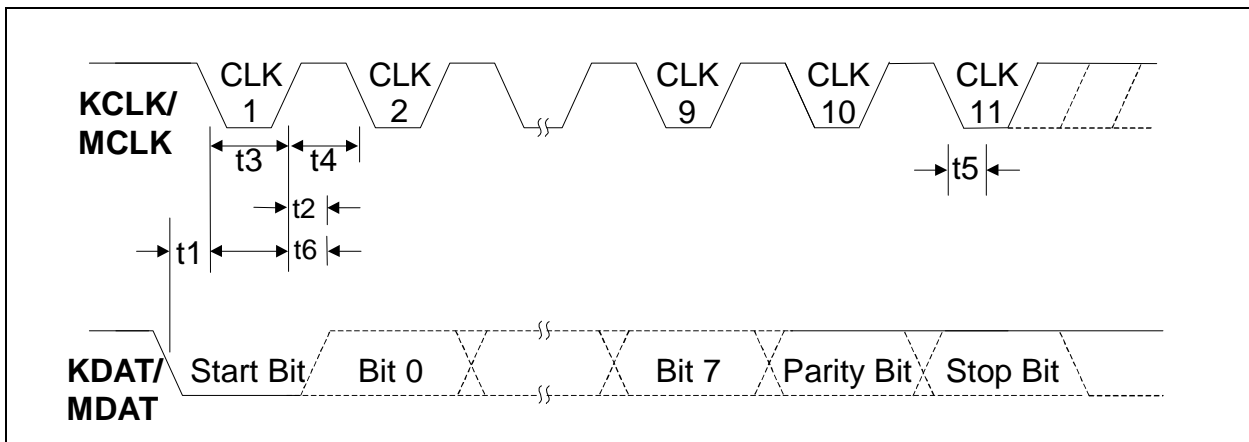 KCLK/
MCLK
CLK
1
CLK
2
CLK
9
CLK
10
CLK
11
t3
t4
t5
t2
t1
t6
KDAT/
MDAT
Start Bit
Bit 0
Bit 7
Parity Bit
Stop Bit